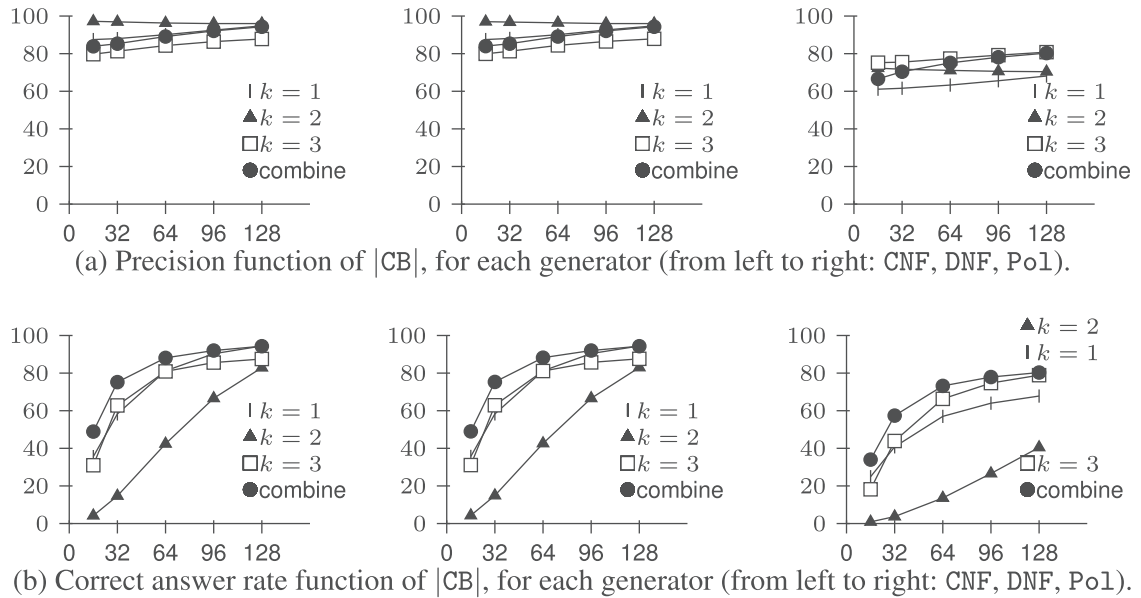 100
80
60
40
20
0
0 32 64 96 128
k = 1
k = 2
k = 3
combine
100
80
60
40
20
0
0 32 64 96 128
k = 1
k = 2
k = 3
combine
100
80
60
40
20
0
0 32 64 96 128
k = 1
k = 2
k = 3
combine
(a) Precision function of |CB|, for each generator (from left to right: CNF, DNF, Pol).
100
80
60
40
20
0
0 32 64 96 128
k = 1
k = 2
k = 3
combine
100
80
60
40
20
0
0 32 64 96 128
k = 1
k = 2
k = 3
combine
100
80
60
40
20
0
0 32 64 96 128
k = 2
k = 1
k = 3
combine
(b) Correct answer rate function of |CB|, for each generator (from left to right: CNF, DNF, Pol).